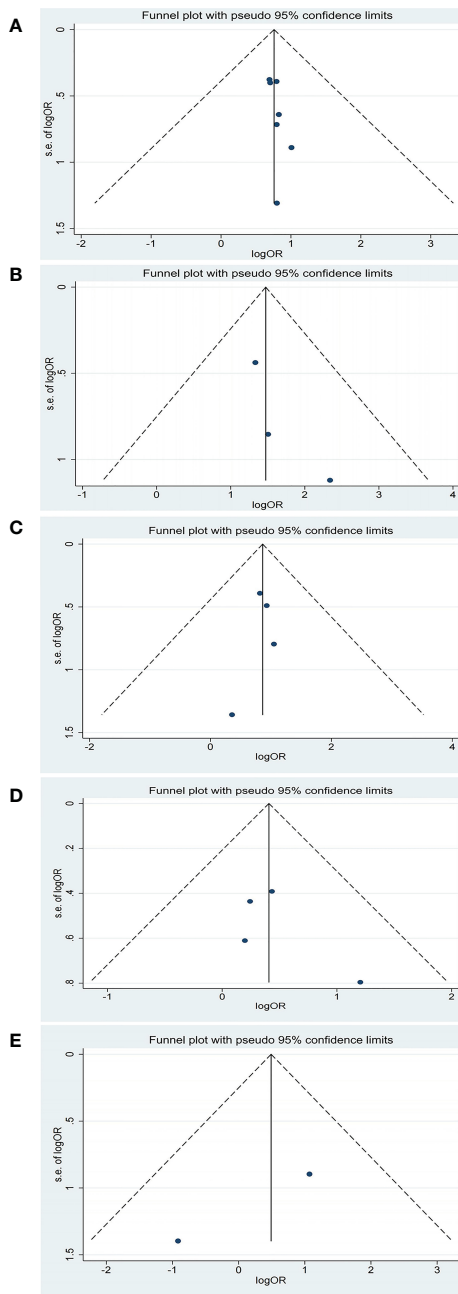 A
Funnel plot with pseudo 95% confidence limits
0
.5
1
1.5
s.e. of logOR
-2 -1 0 1 2 3
logOR
B
Funnel plot with pseudo 95% confidence limits
0
.5
1
s.e. of logOR
-1 0 1 2 3 4
logOR
C
Funnel plot with pseudo 95% confidence limits
0
.5
1
1.5
s.e. of logOR
-2 0 2 4
logOR
D
Funnel plot with pseudo 95% confidence limits
0
.2
.4
.6
.8
s.e. of logOR
-1 0 1 2
logOR
E
Funnel plot with pseudo 95% confidence limits
0
.5
1
1.5
s.e. of logOR
-2 -1 0 1 2 3
logOR